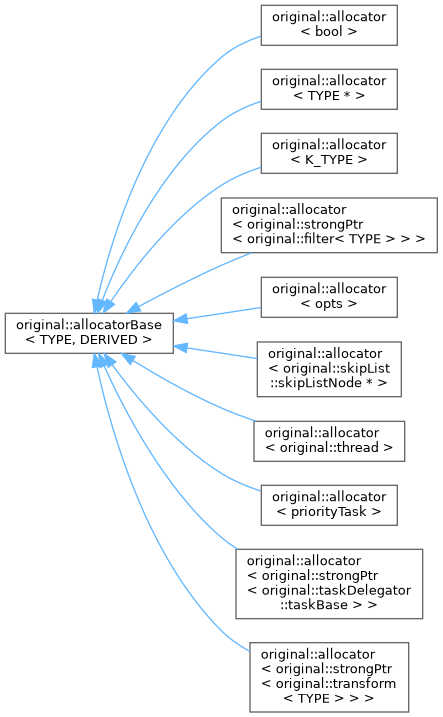 original::allocator
< bool >
original::allocator
< TYPE * >
original::allocator
< K_TYPE >
original::allocator
< original::strongPtr
< original::filter< TYPE > > >
original::allocator
< opts >
original::allocatorBase
< TYPE, DERIVED >
original::allocator
< original::skipList
::skipListNode * >
original::allocator
< original::thread >
original::allocator
< priorityTask >
original::allocator
< original::strongPtr
< original::taskDelegator
::taskBase > >
original::allocator
< original::strongPtr
< original::transform
< TYPE > > >